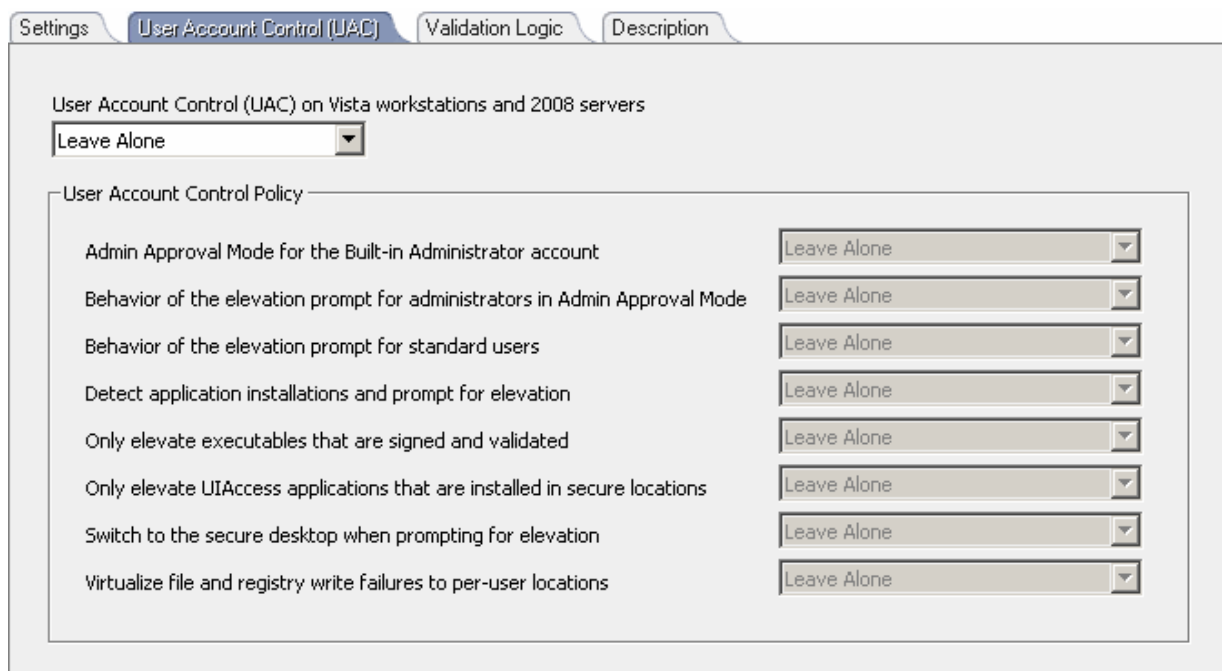 Settings
User Account Control (UAC)
Validation Logic
Description
User Account Control (UAC) on Vista workstations and 2008 servers
Leave Alone
User Account Control Policy
Admin Approval Mode for the Built-in Administrator account
Leave Alone
Behavior of the elevation prompt for administrators in Admin Approval Mode
Leave Alone
Behavior of the elevation prompt for standard users
Leave Alone
Detect application installations and prompt for elevation
Leave Alone
Only elevate executables that are signed and validated
Leave Alone
Only elevate UIAccess applications that are installed in secure locations
Leave Alone
Switch to the secure desktop when prompting for elevation
Leave Alone
Virtualize file and registry write failures to per-user locations
Leave Alone